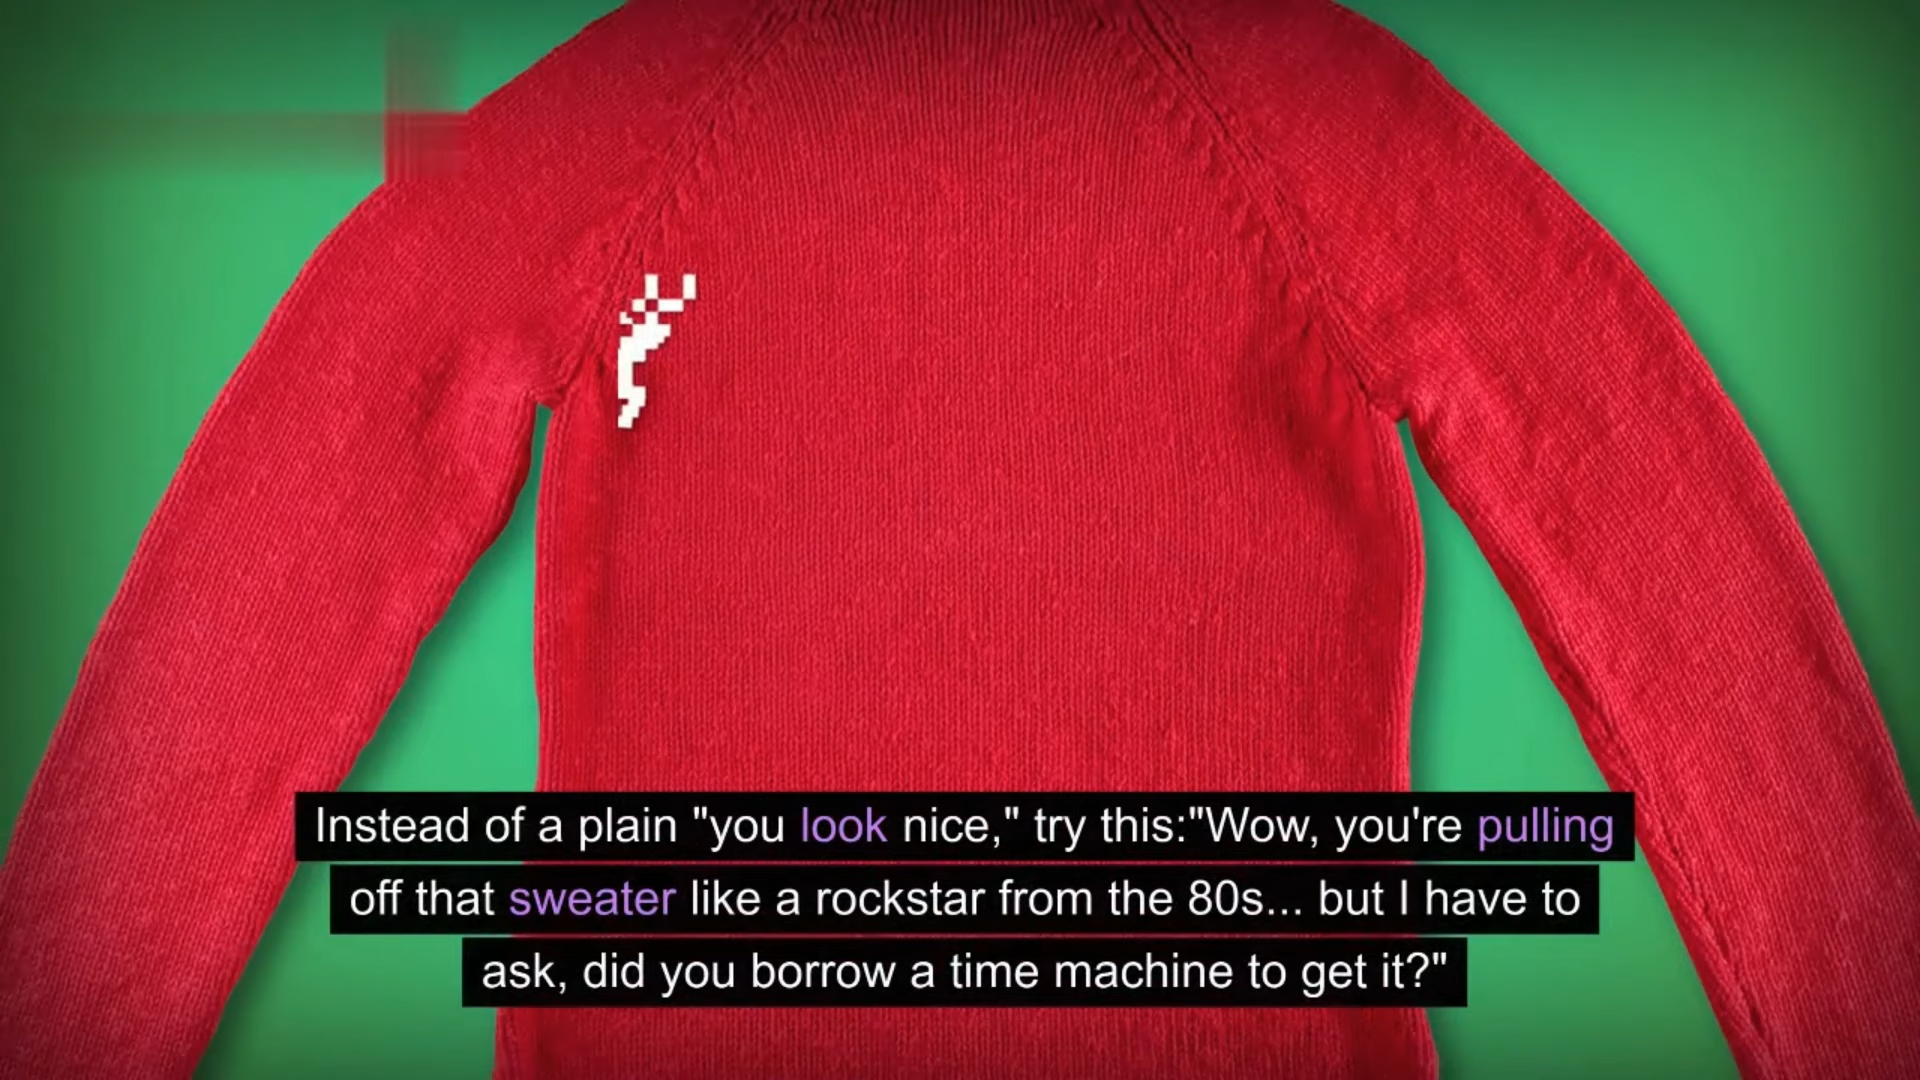 Instead of a plain "you look nice," try this:"Wow, you're pulling
off that sweater like a rockstar from the 80s... but I have to
ask, did you borrow a time machine to get it?"